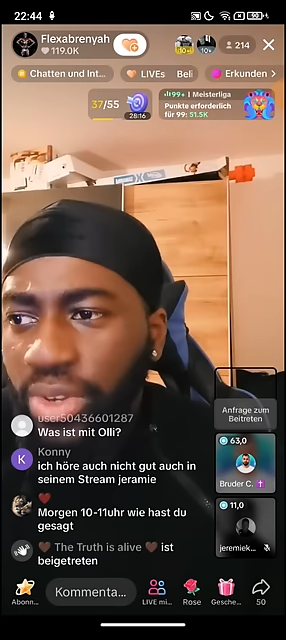 22:44
Flexabrenyah
119.0K
10+
10+
214
Chatten und Int...
LIVEs Beli
Erkunden >
37/55
28:16
99+ | Meisterliga
Punkte erforderlich
für 99: 51.5K
user50436601287
Was ist mit Olli?
K
Konny
ich höre auch nicht gut auch in
seinem Stream jeramie
Morgen 10-11uhr wie hast du
gesagt
The Truth is alive ist
beigetreten
Anfrage zum
Beitreten
63,0
Bruder C.
11,0
jeremiek...
Abonn...
Kommenta...
LIVE mi...
Rose
Gesche...
50